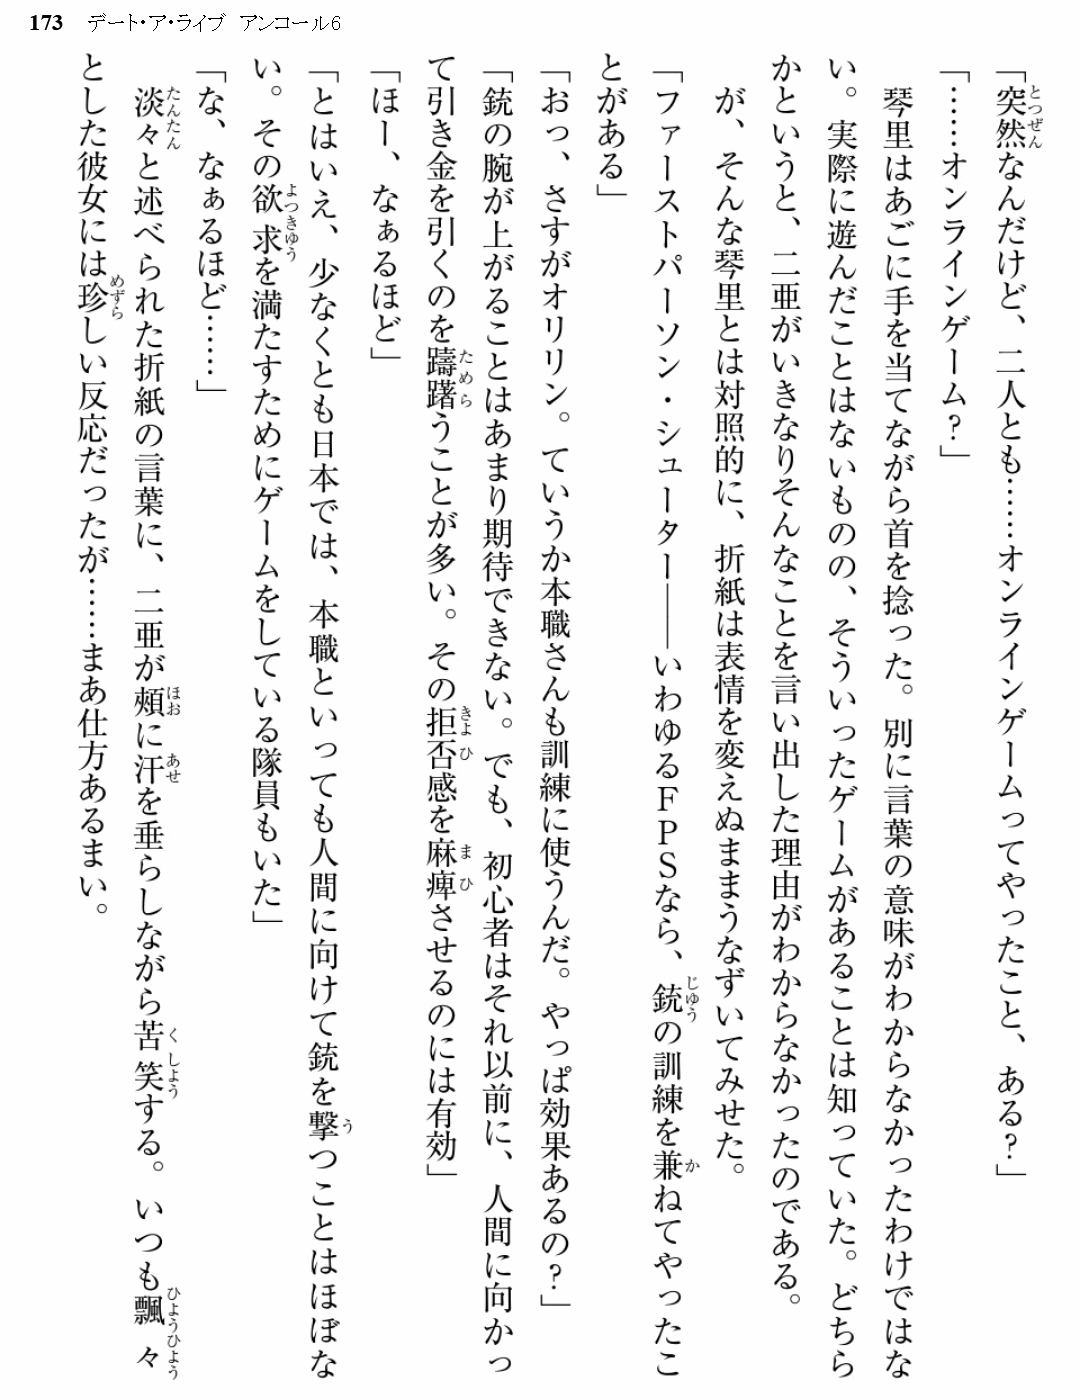 173 デート・ア・ライブ アンコール6
「突然なんだけど、二人とも……オンラインゲームってやったこと、ある？」
「……オンラインゲーム？」
琴里はあごに手を当てながら首を捻った。別に言葉の意味がわからなかったわけではな
い。実際に遊んだことはないものの、そういったゲームがあることは知っていた。どちら
かというと、二亜がいきなりそんなことを言い出した理由がわからなかったのである。
が、そんな琴里とは対照的に、折紙は表情を変えぬままうなずいてみせた。
「ファーストパーソン・シューター――いわゆるＦＰＳなら、銃の訓練を兼ねてやったこ
とがある」
「おっ、さすがオリリン。ていうか本職さんも訓練に使うんだ。やっぱ効果あるの？」
「銃の腕が上がることはあまり期待できない。でも、初心者はそれ以前に、人間に向かっ
て引き金を引くのを躊躇うことが多い。その拒否感を麻痺させるのには有効」
「ほー、なぁるほど」
「とはいえ、少なくとも日本では、本職といっても人間に向けて銃を撃つことはほぼな
い。その欲求を満たすためにゲームをしている隊員もいた」
「な、なぁるほど……」
淡々と述べられた折紙の言葉に、二亜が頰に汗を垂らしながら苦笑する。いつも飄々
とした彼女には珍しい反応だったが……まあ仕方あるまい。